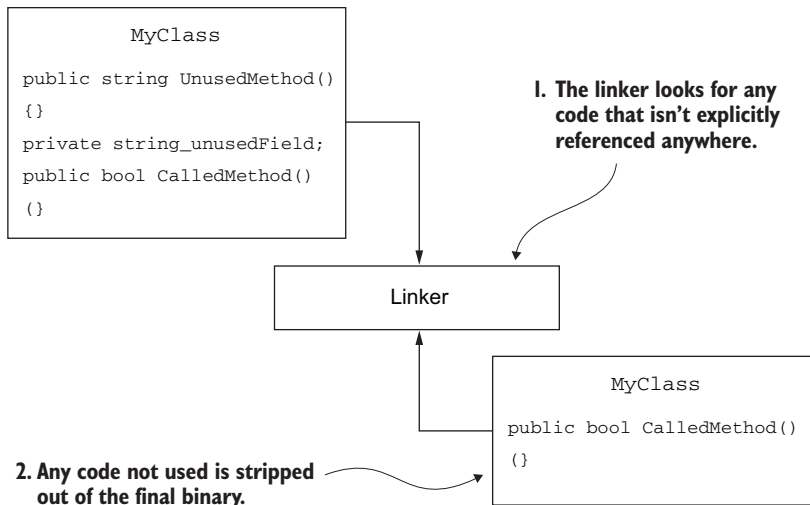 MyClass
public string UnusedMethod()
{}
private string_unusedField;
public bool CalledMethod()
(}
1. The linker looks for any
code that isn’t explicitly
referenced anywhere.
Linker
MyClass
public bool CalledMethod()
(}
2. Any code not used is stripped
out of the final binary.